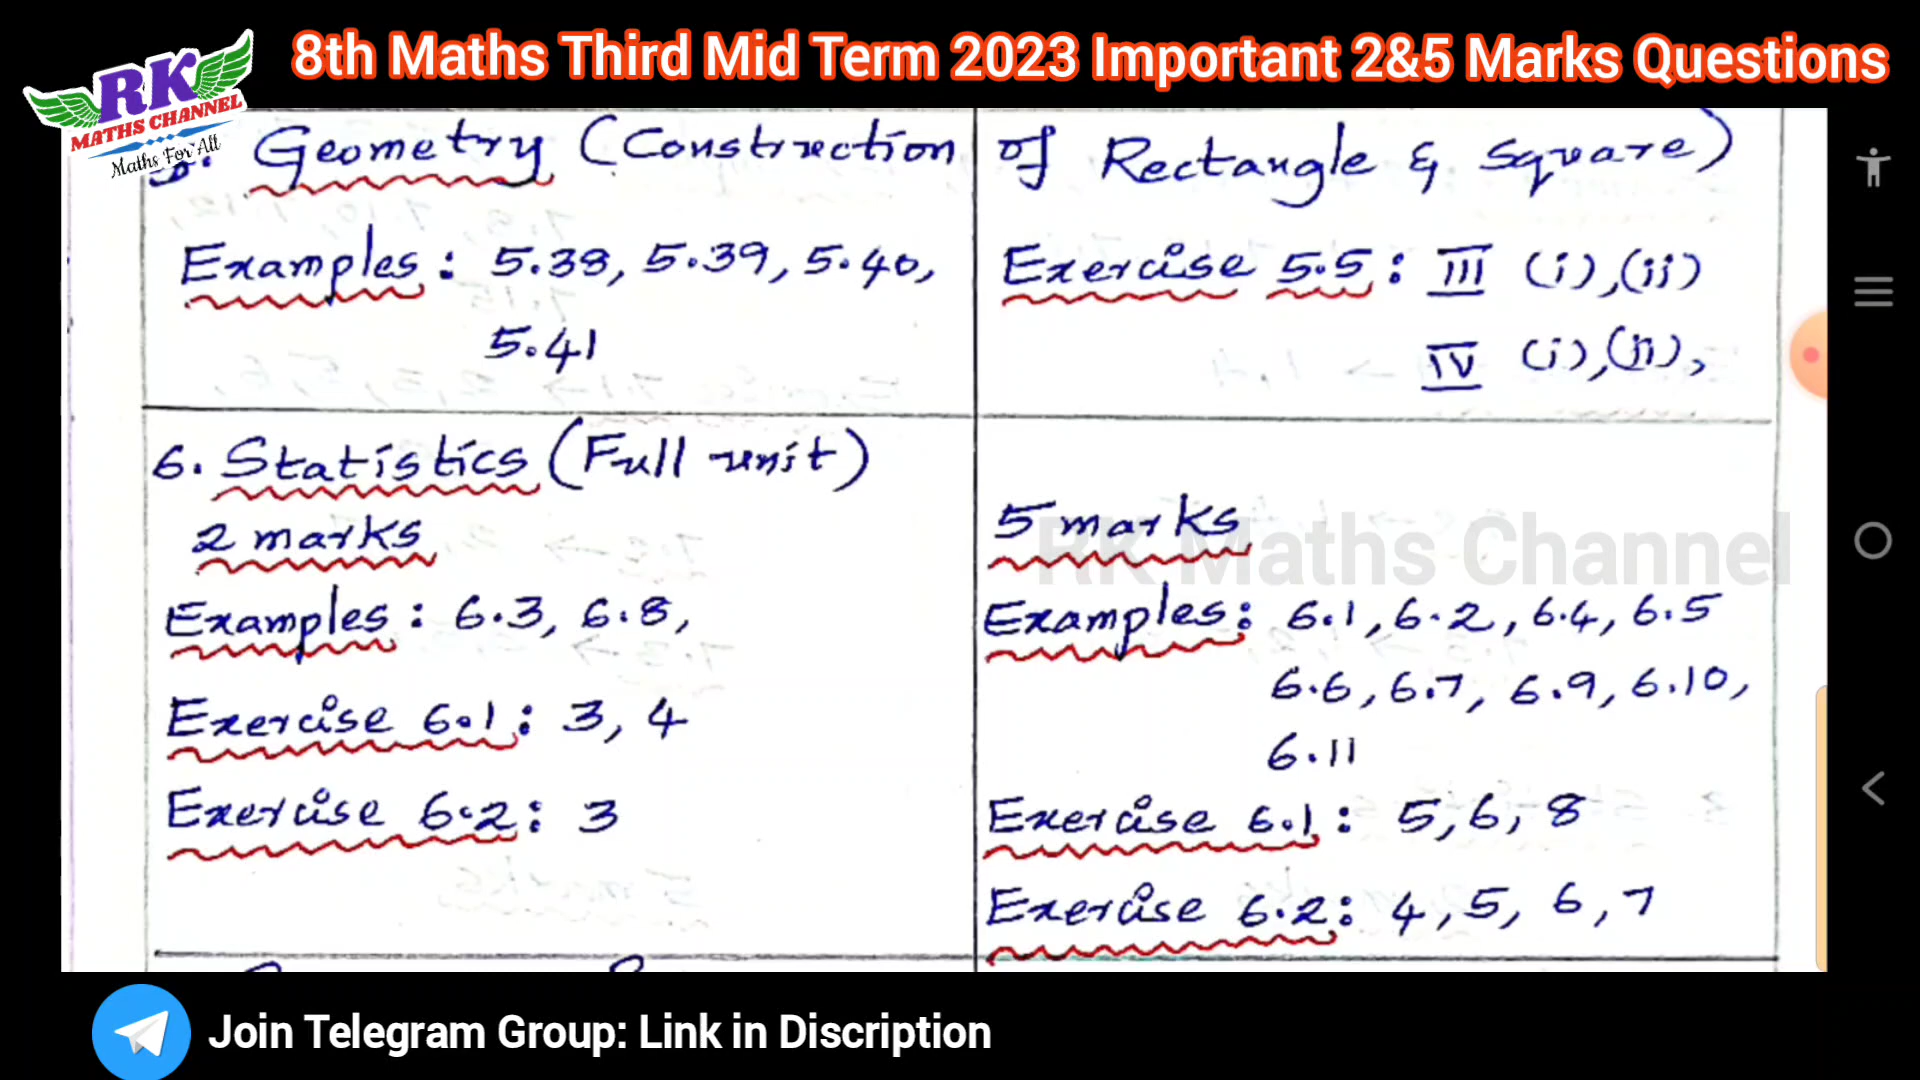 8th Maths Third Mid Term 2023 Important 2&5 Marks Questions
RK
MATHS CHANNEL
Maths For All
5. Geometry (Construction of Rectangle & Square)
Examples : 5.38, 5.39, 5.40,
5.41
Exercise 5.5 : III (i),(ii)
IV (i),(ii),
6. Statistics (Full unit)
2 marks
Examples : 6.3, 6.8,
Exercise 6.1 : 3, 4
Exercise 6.2 : 3
5 marks
Examples : 6.1, 6.2, 6.4, 6.5
6.6, 6.7, 6.9, 6.10,
6.11
Exercise 6.1 : 5, 6, 8
Exercise 6.2 : 4, 5, 6, 7
RK Maths Channel
Join Telegram Group: Link in Discription